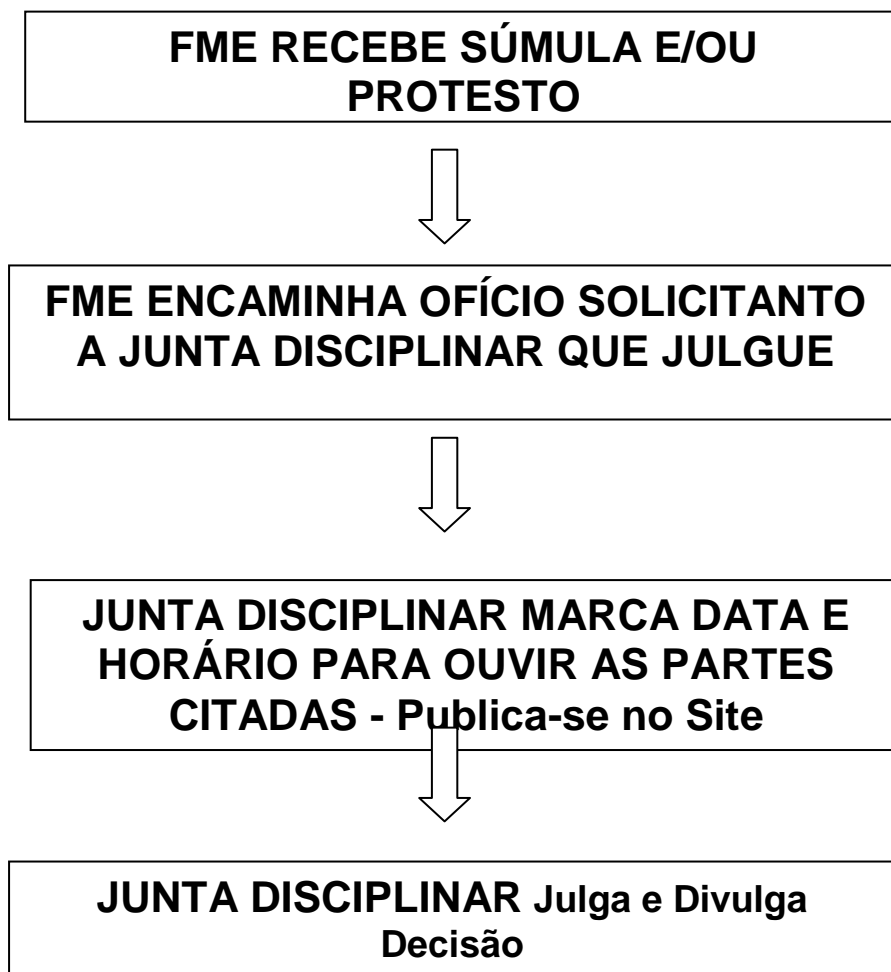 FME RECEBE SÚMULA E/OU
PROTESTO
FME ENCAMINHA OFÍCIO SOLICITANTO
A JUNTA DISCIPLINAR QUE JULGUE
JUNTA DISCIPLINAR MARCA DATA E
HORÁRIO PARA OUVIR AS PARTES
CITADAS - Publica-se no Site
JUNTA DISCIPLINAR Julga e Divulga
Decisão